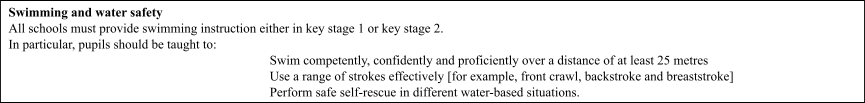 Swimming and water safety
All schools must provide swimming instruction either in key stage 1 or key stage 2.
In particular, pupils should be taught to:
Swim competently, confidently and proficiently over a distance of at least 25 metres
Use a range of strokes effectively [for example, front crawl, backstroke and breaststroke]
Perform safe self-rescue in different water-based situations.